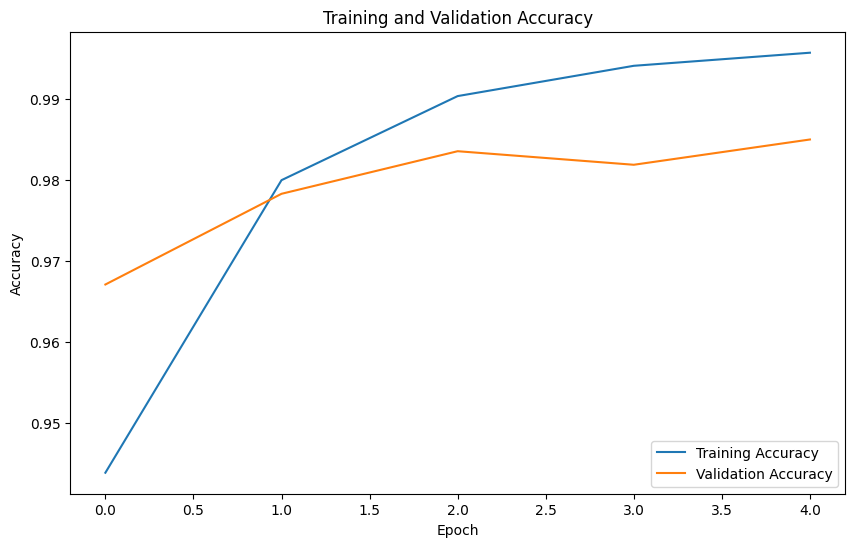 Training and Validation Accuracy
Accuracy
0.99
0.98
0.97
0.96
0.95
Training Accuracy
Validation Accuracy
0.0 0.5 1.0 1.5 2.0 2.5 3.0 3.5 4.0
Epoch